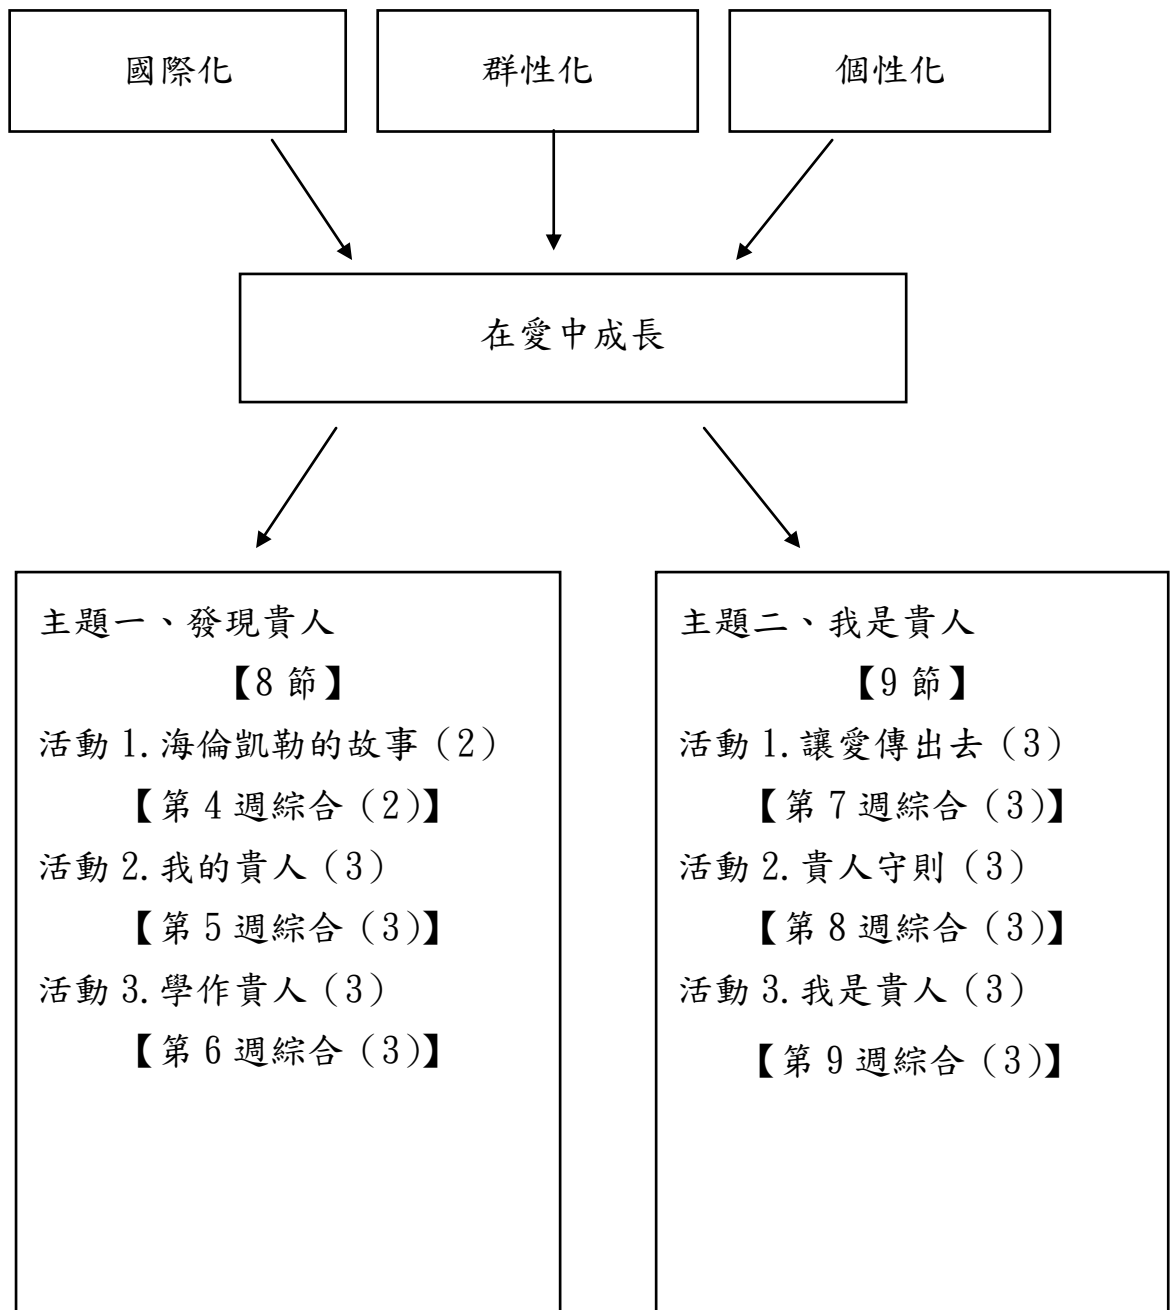 國際化
群性化
個性化
在愛中成長
主題一、發現貴人
【8 節】
活動 1.海倫凱勒的故事（2）
【第 4 週綜合（2）】
活動 2.我的貴人（3）
【第 5 週綜合（3）】
活動 3.學作貴人（3）
【第 6 週綜合（3）】
主題二、我是貴人
【9 節】
活動 1.讓愛傳出去（3）
【第 7 週綜合（3）】
活動 2.貴人守則（3）
【第 8 週綜合（3）】
活動 3.我是貴人（3）
【第 9 週綜合（3）】